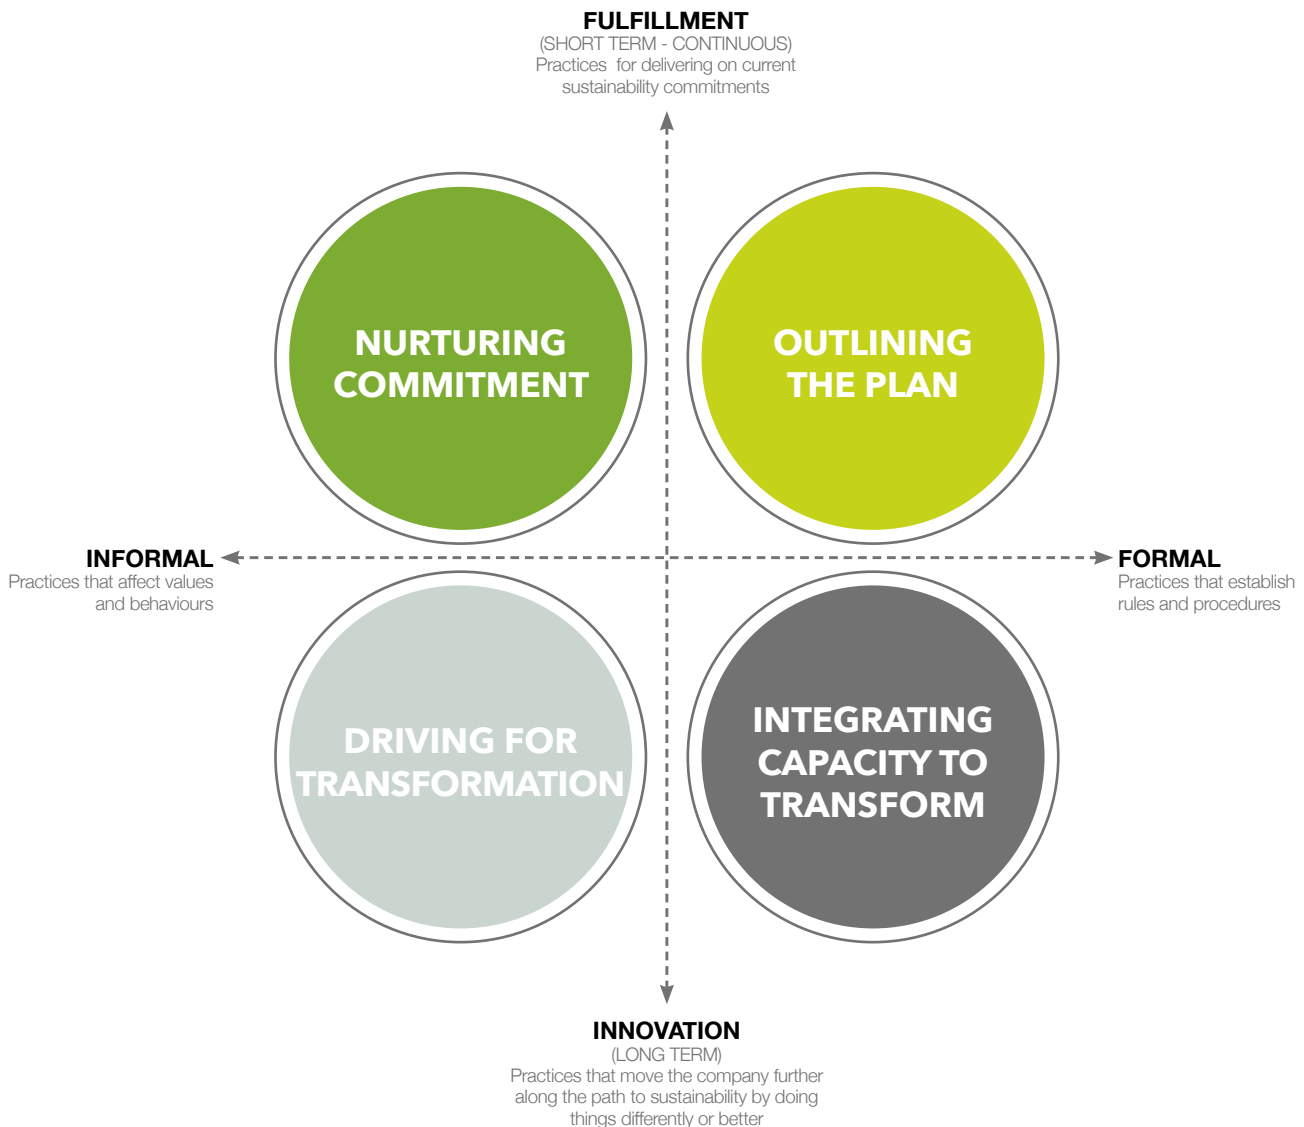 FULFILLMENT
(SHORT TERM - CONTINUOUS)
Practices for delivering on current
sustainability commitments
NURTURING
COMMITMENT
OUTLINING
THE PLAN
INFORMAL
Practices that affect values
and behaviours
FORMAL
Practices that establish
rules and procedures
DRIVING FOR
TRANSFORMATION
INTEGRATING
CAPACITY TO
TRANSFORM
INNOVATION
(LONG TERM)
Practices that move the company further
along the path to sustainability by doing
things differently or better